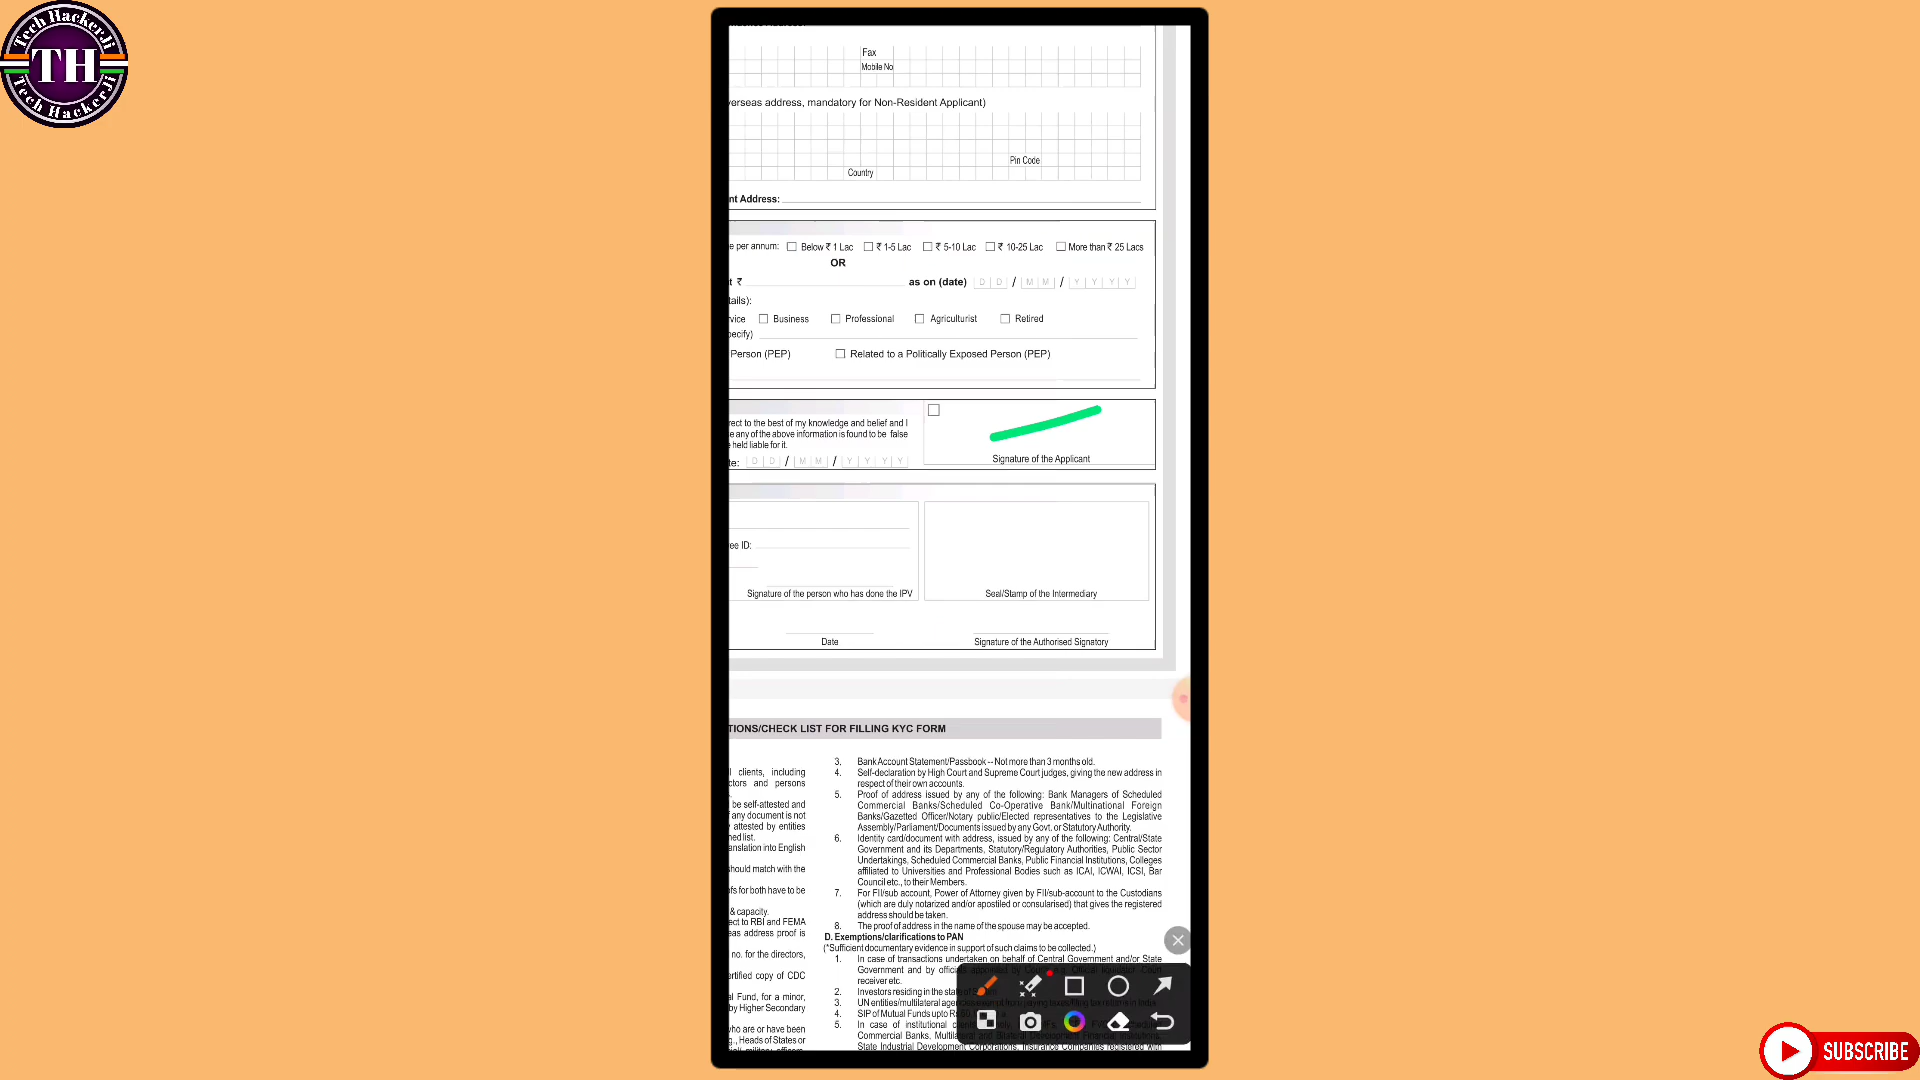 Tech HackerJi
TH
Tech HackerJi
Fax
Mobile No
verseas address, mandatory for Non-Resident Applicant)
Pin Code
Country
nt Address:
e per annum: Below ₹ 1 Lac ₹ 1-5 Lac ₹ 5-10 Lac ₹ 10-25 Lac More than ₹ 25 Lacs
OR
t ₹ as on (date) D D / M M / Y Y Y Y
tails):
rvice Business Professional Agriculturist Retired
pecify)
Person (PEP) Related to a Politically Exposed Person (PEP)
rect to the best of my knowledge and belief and I
e any of the above information is found to be false
held liable for it.
te: D D / M M / Y Y Y Y
Signature of the Applicant
ee ID:
Signature of the person who has done the IPV
Seal/Stamp of the Intermediary
Date
Signature of the Authorised Signatory
TIONS/CHECK LIST FOR FILLING KYC FORM
l clients, including
ctors and persons
be self-attested and
f any document is not
attested by entities
ned list.
anslation into English
should match with the
ofs for both have to be
& capacity.
ect to RBI and FEMA
eas address proof is
no. for the directors,
ertified copy of CDC
al Fund, for a minor,
by Higher Secondary
who are or have been
g., Heads of States or
3. Bank Account Statement/Passbook -- Not more than 3 months old.
4. Self-declaration by High Court and Supreme Court judges, giving the new address in
respect of their own accounts.
5. Proof of address issued by any of the following: Bank Managers of Scheduled
Commercial Banks/Scheduled Co-Operative Bank/Multinational Foreign
Banks/Gazetted Officer/Notary public/Elected representatives to the Legislative
Assembly/Parliament/Documents issued by any Govt. or Statutory Authority.
6. Identity card/document with address, issued by any of the following: Central/State
Government and its Departments, Statutory/Regulatory Authorities, Public Sector
Undertakings, Scheduled Commercial Banks, Public Financial Institutions, Colleges
affiliated to Universities and Professional Bodies such as ICAI, ICWAI, ICSI, Bar
Council etc., to their Members.
7. For FII/sub account, Power of Attorney given by FII/sub-account to the Custodians
(which are duly notarized and/or apostiled or consularised) that gives the registered
address should be taken.
8. The proof of address in the name of the spouse may be accepted.
D. Exemptions/clarifications to PAN
(*Sufficient documentary evidence in support of such claims to be collected.)
1. In case of transactions undertaken on behalf of Central Government and/or State
Government and by
receiver etc.
2. Investors residing in the state of
3. UN entities/multilateral
4. SIP of Mutual Funds upto
5. In case of institutional
Commercial Banks,
State Industrial Development Corporations, Insurance Companies registered with
SUBSCRIBE